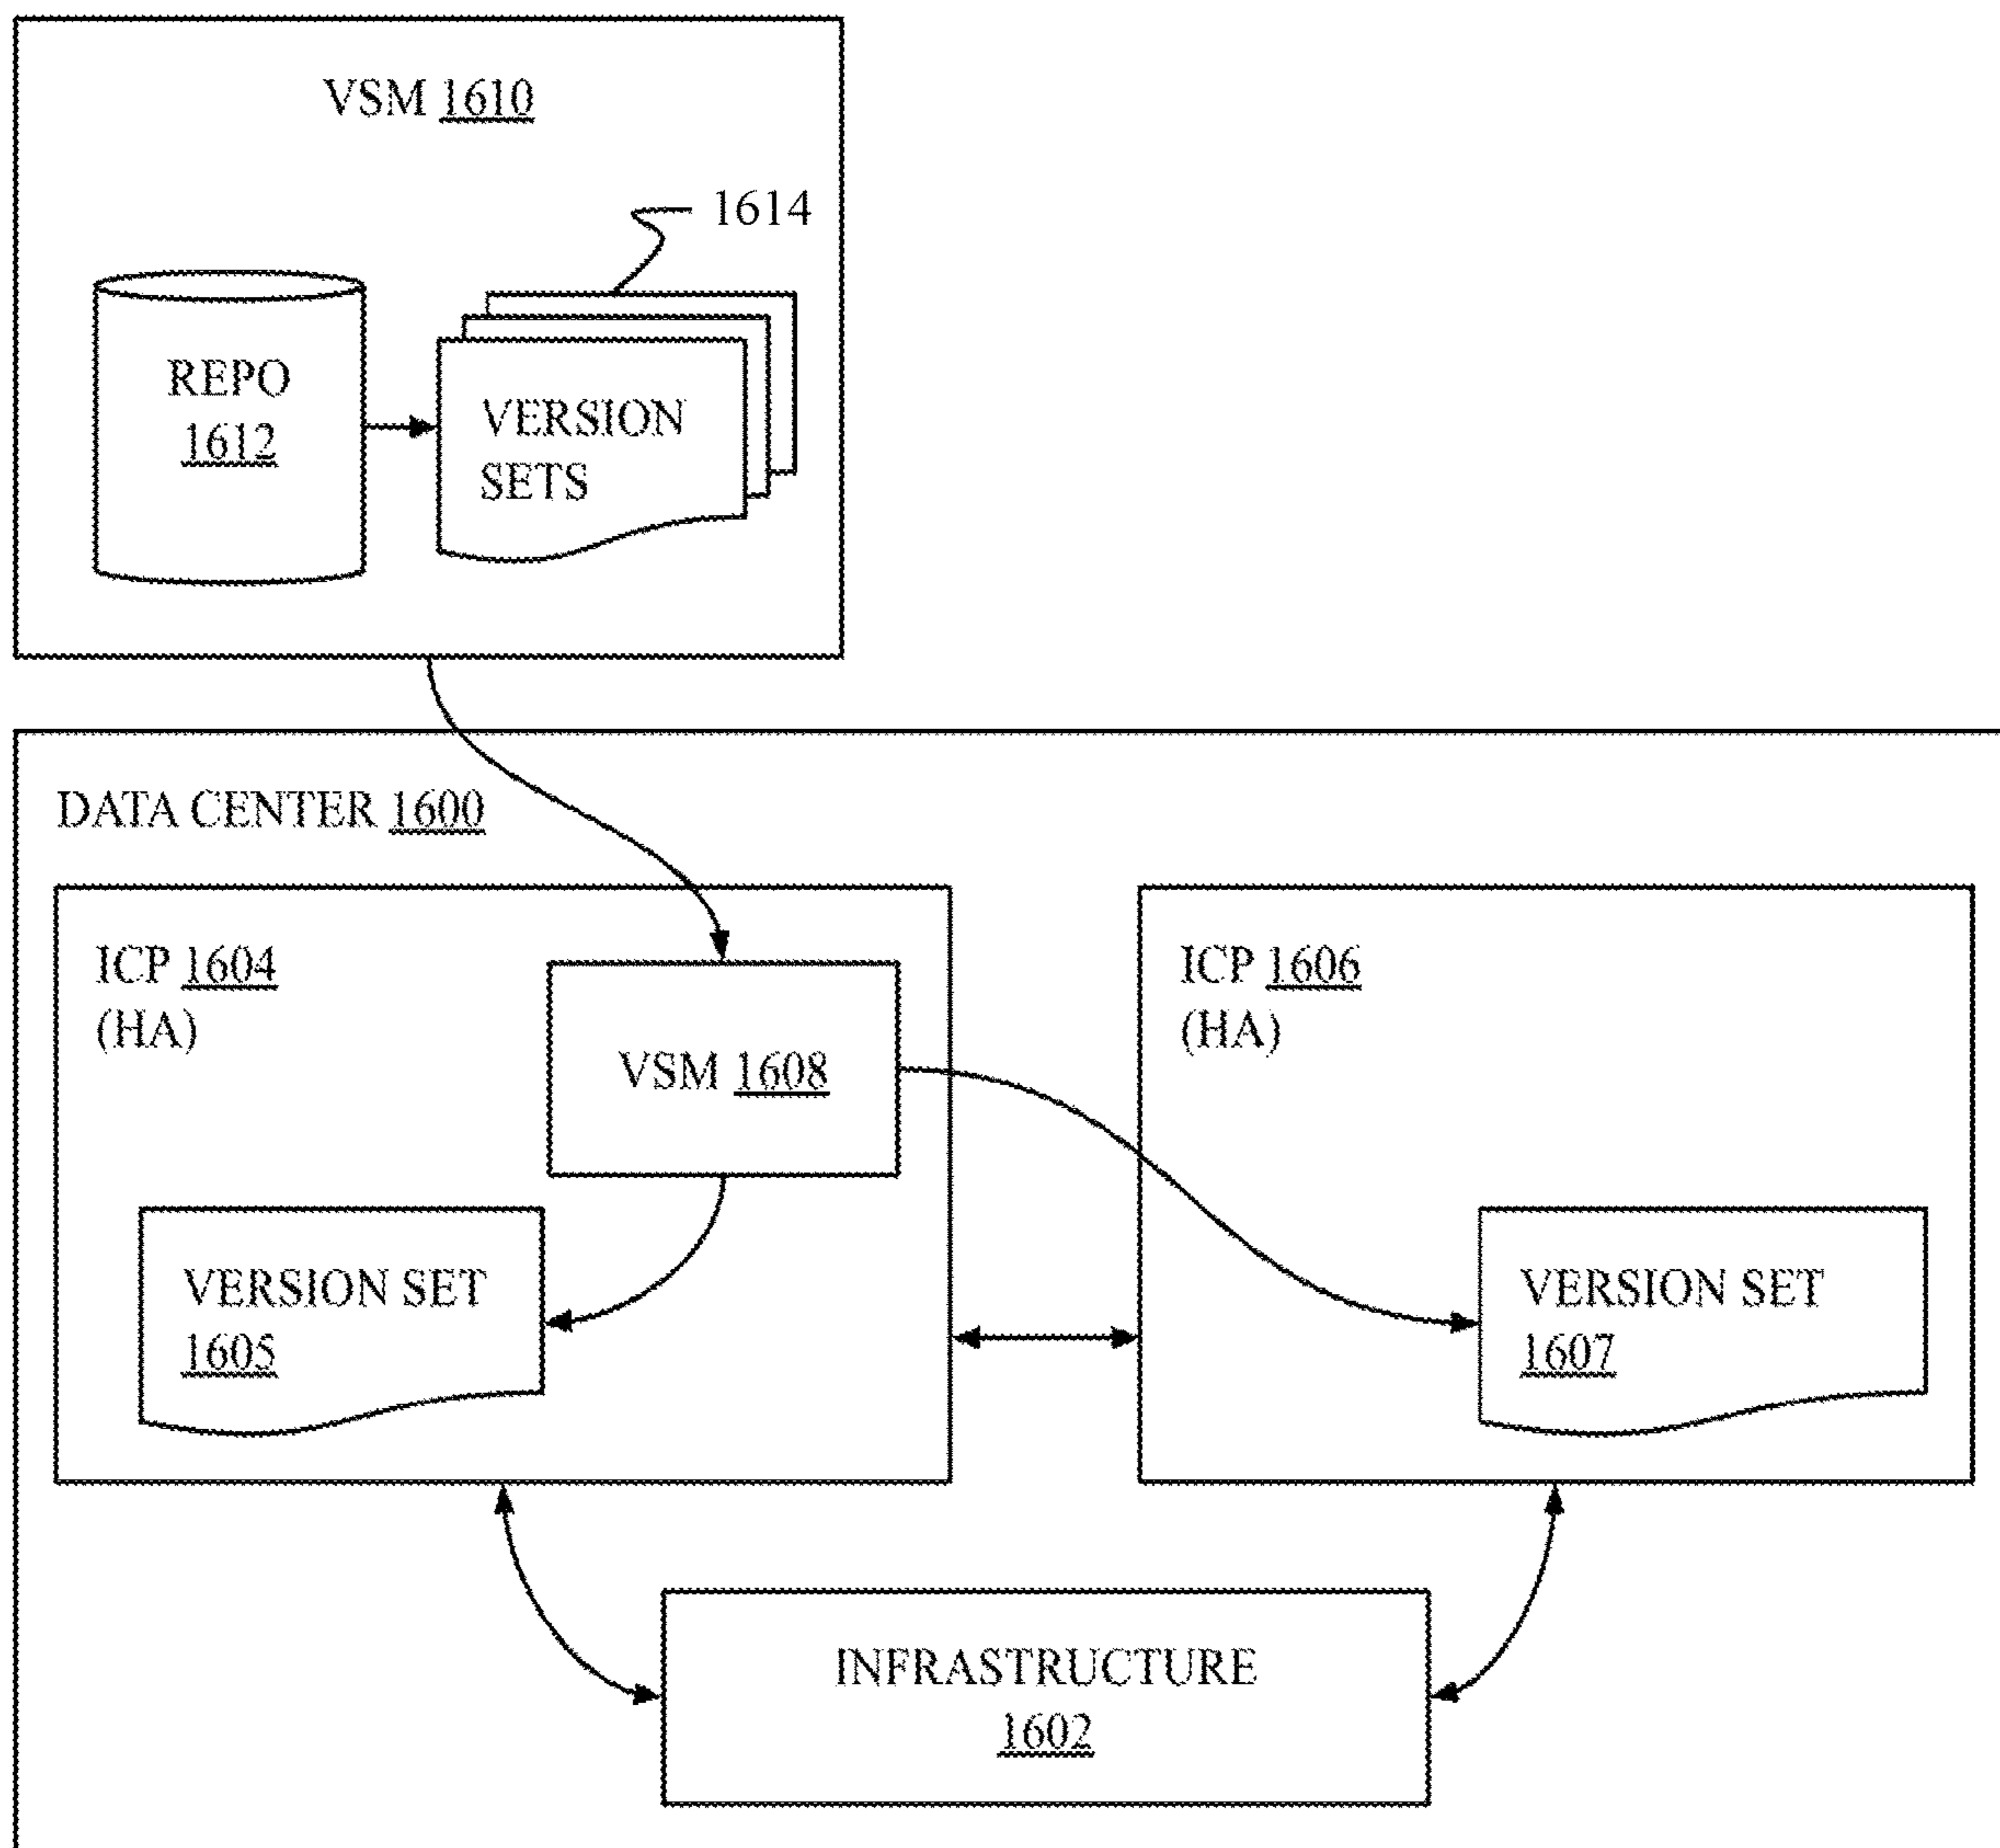 VSM 1610
1614
REPO
1612
VERSION
SETS
DATA CENTER 1600
ICP 1604
(HA)
VSM 1608
VERSION SET
1605
ICP 1606
(HA)
VERSION SET
1607
INFRASTRUCTURE
1602